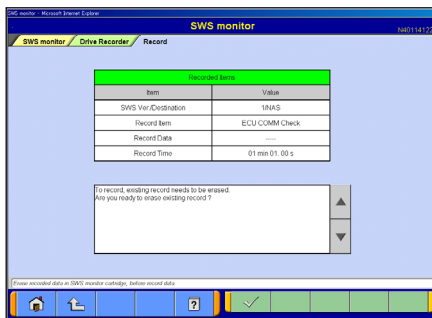 SWS monitor - Microsoft Internet Explorer
SWS monitor
SWS monitor Drive Recorder Record
Recorded Items
Item Value
SWS Ver./Destination 1/NAS
Record Item ECU COMM Check
Record Data ----
Record Time 01 min 01. 00 s
To record, existing record needs to be erased.
Are you ready to erase existing record ?
Erase recorded data in SWS monitor cartridge, before record data
?